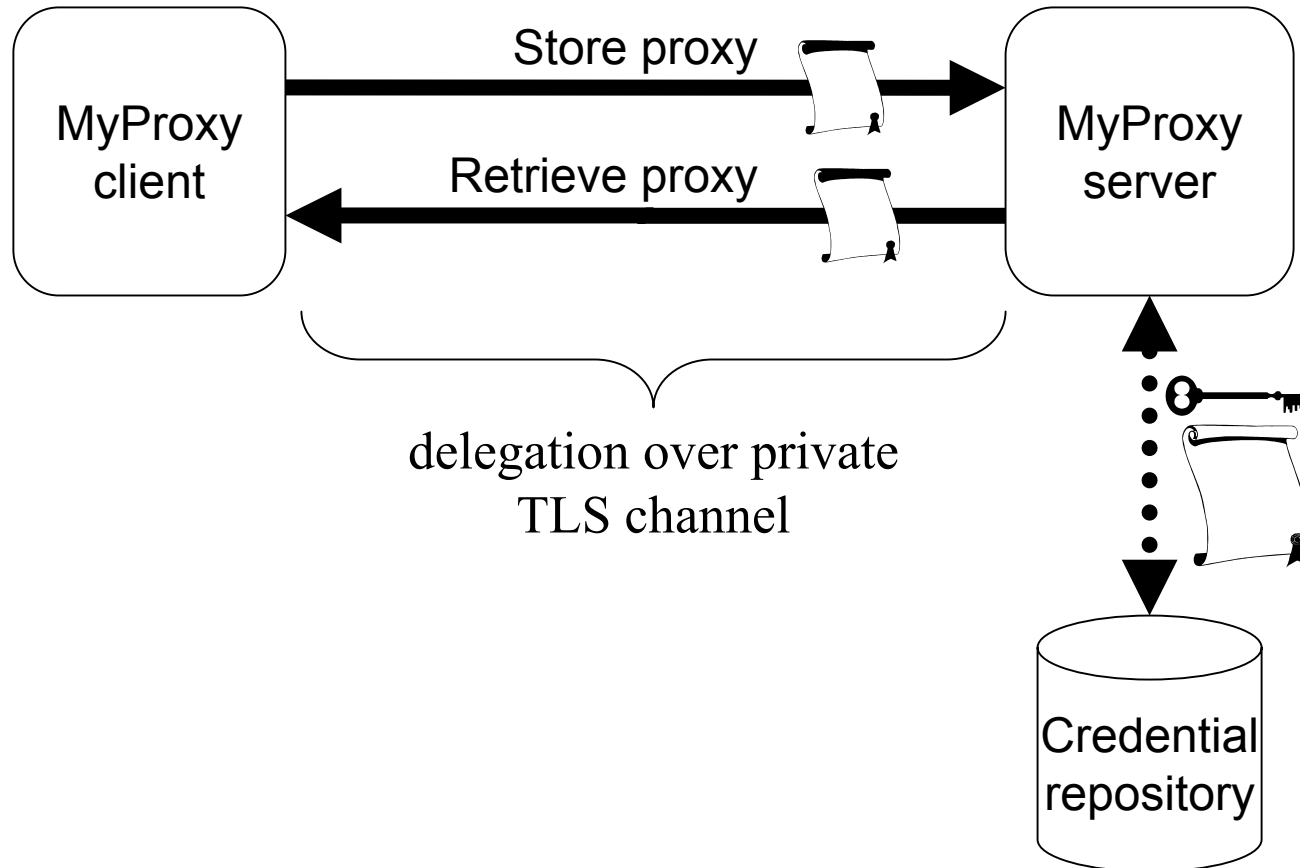 Store proxy
MyProxy
client
MyProxy
server
Retrieve proxy
delegation over private
TLS channel
Credential
repository